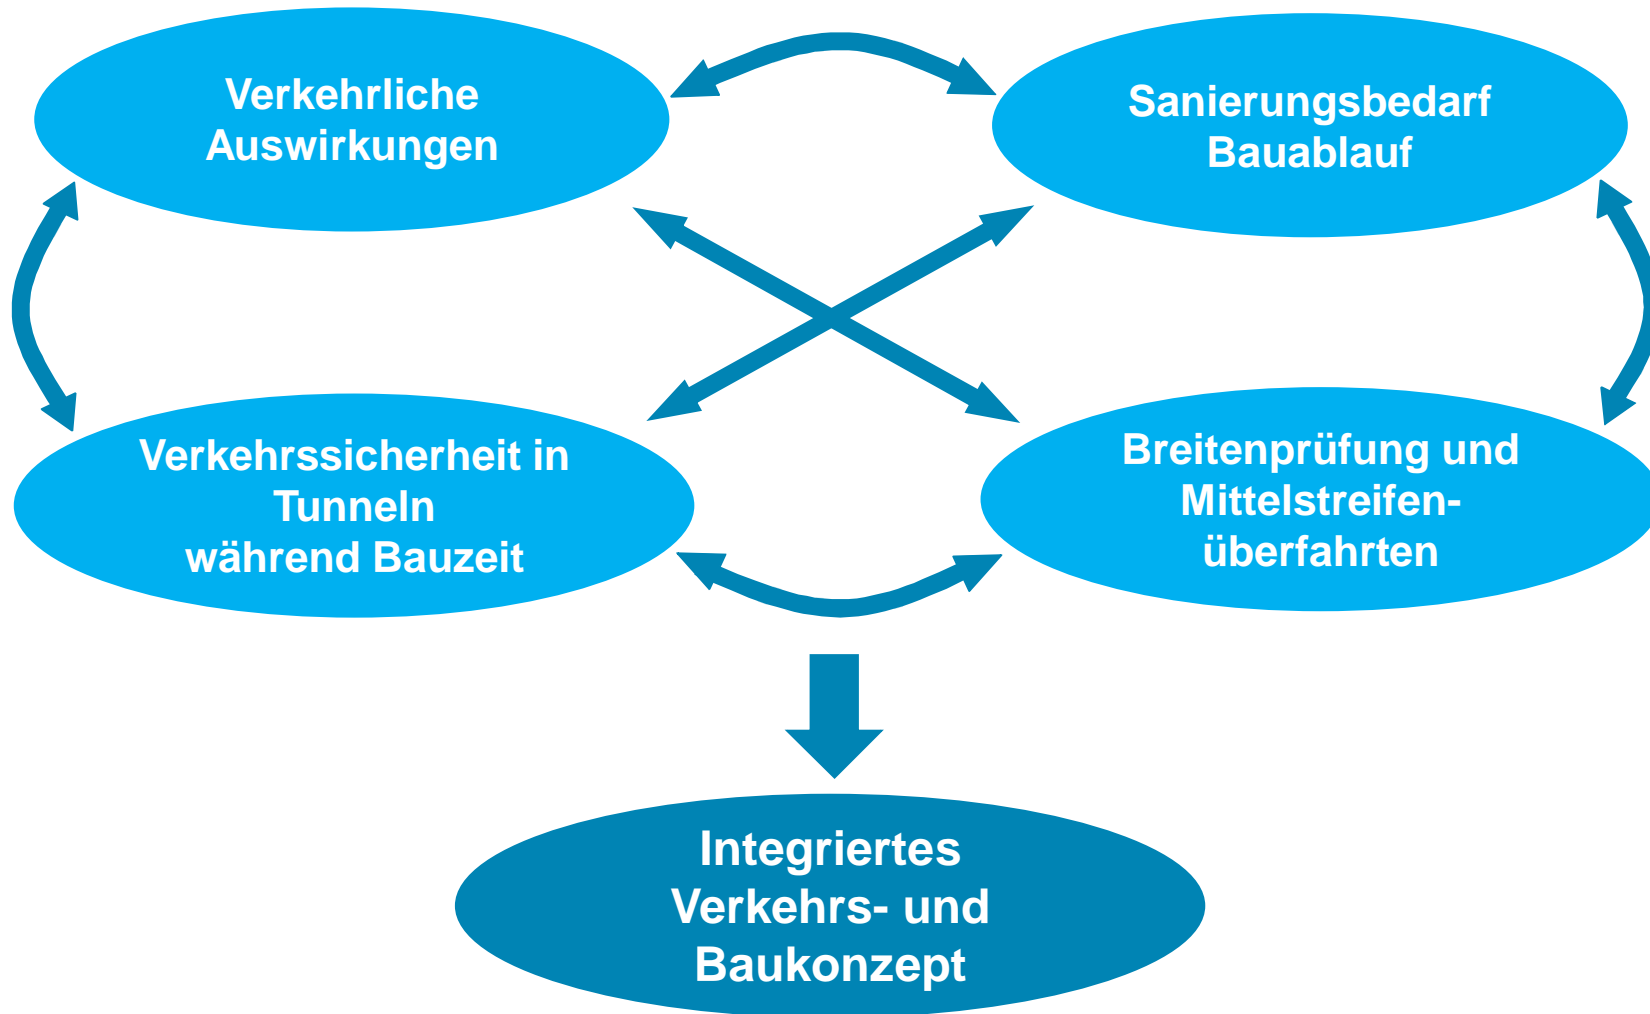 Verkehrliche
Auswirkungen
Sanierungsbedarf
Bauablauf
Verkehrssicherheit in
Tunneln
während Bauzeit
Breitenprüfung und
Mittelstreifen-
überfahrten
Integriertes
Verkehrs- und
Baukonzept